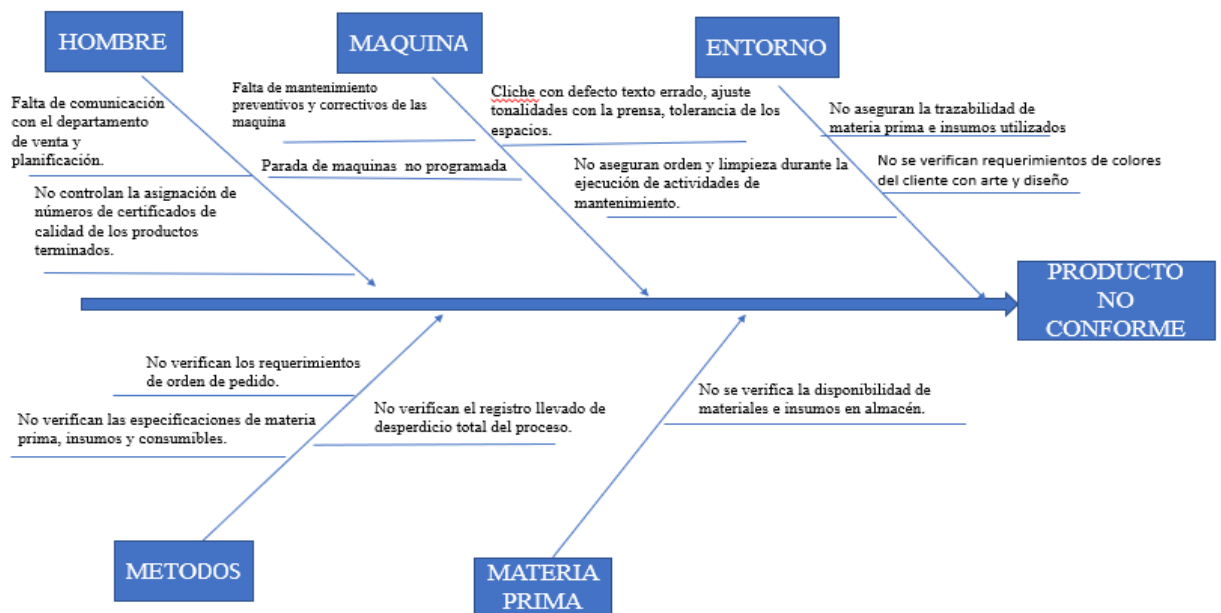 HOMBRE
MAQUINA
ENTORNO
Falta de comunicación
con el departamento
de venta y
planificación.
No controlan la asignación de
números de certificados de
calidad de los productos
terminados.
Falta de mantenimiento
preventivos y correctivos de las
maquina
Parada de maquinas no programada
Cliche con defecto texto errado, ajuste
tonalidades con la prensa, tolerancia de los
espacios.
No aseguran orden y limpieza durante la
ejecución de actividades de
mantenimiento.
No aseguran la trazabilidad de
materia prima e insumos utilizados
No se verifican requerimientos de colores
del cliente con arte y diseño
PRODUCTO
NO
CONFORME
No verifican los requerimientos
de orden de pedido.
No verifican las especificaciones de materia
prima, insumos y consumibles.
No verifican el registro llevado de
desperdicio total del proceso.
No se verifica la disponibilidad de
materiales e insumos en almacén.
METODOS
MATERIA
PRIMA